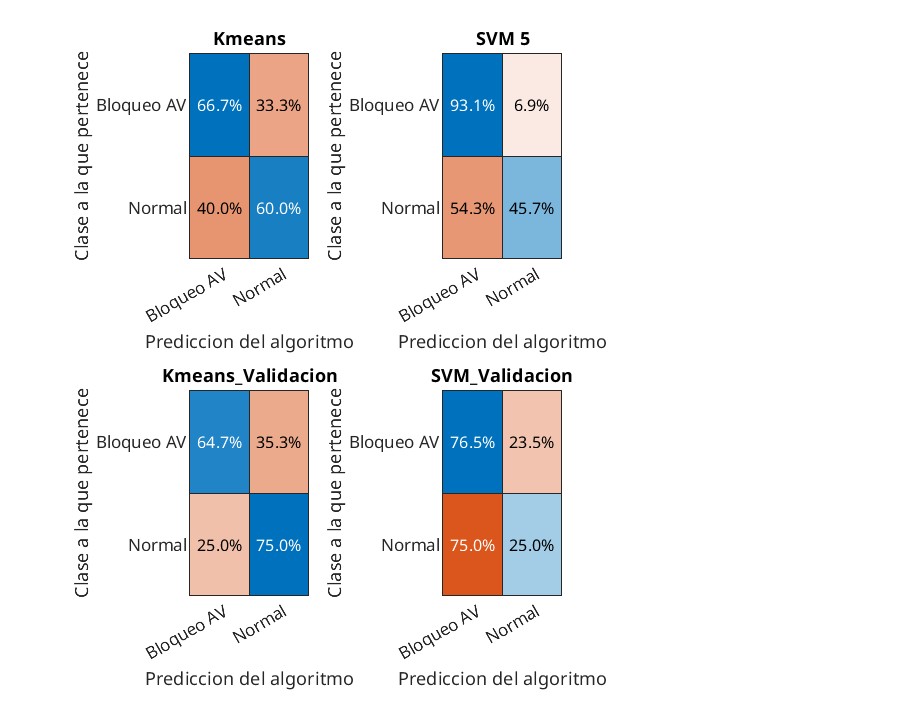 Kmeans
Clase a la que pertenece
Bloqueo AV 66.7% 33.3%
Normal 40.0% 60.0%
Bloqueo AV Normal
Prediccion del algoritmo
SVM 5
Clase a la que pertenece
Bloqueo AV 93.1% 6.9%
Normal 54.3% 45.7%
Bloqueo AV Normal
Prediccion del algoritmo
Kmeans_Validacion
Clase a la que pertenece
Bloqueo AV 64.7% 35.3%
Normal 25.0% 75.0%
Bloqueo AV Normal
Prediccion del algoritmo
SVM_Validacion
Clase a la que pertenece
Bloqueo AV 76.5% 23.5%
Normal 75.0% 25.0%
Bloqueo AV Normal
Prediccion del algoritmo